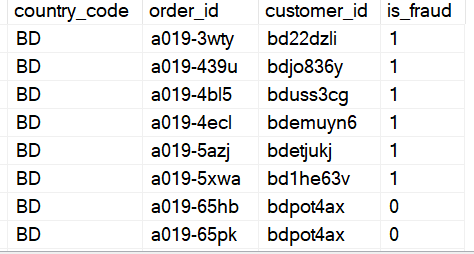 country_code order_id customer_id is_fraud
BD a019-3wty bd22dzli 1
BD a019-439u bdjo836y 1
BD a019-4bl5 bduss3cg 1
BD a019-4ecl bdemuyn6 1
BD a019-5azj bdetjukj 1
BD a019-5xwa bd1he63v 1
BD a019-65hb bdpot4ax 0
BD a019-65pk bdpot4ax 0